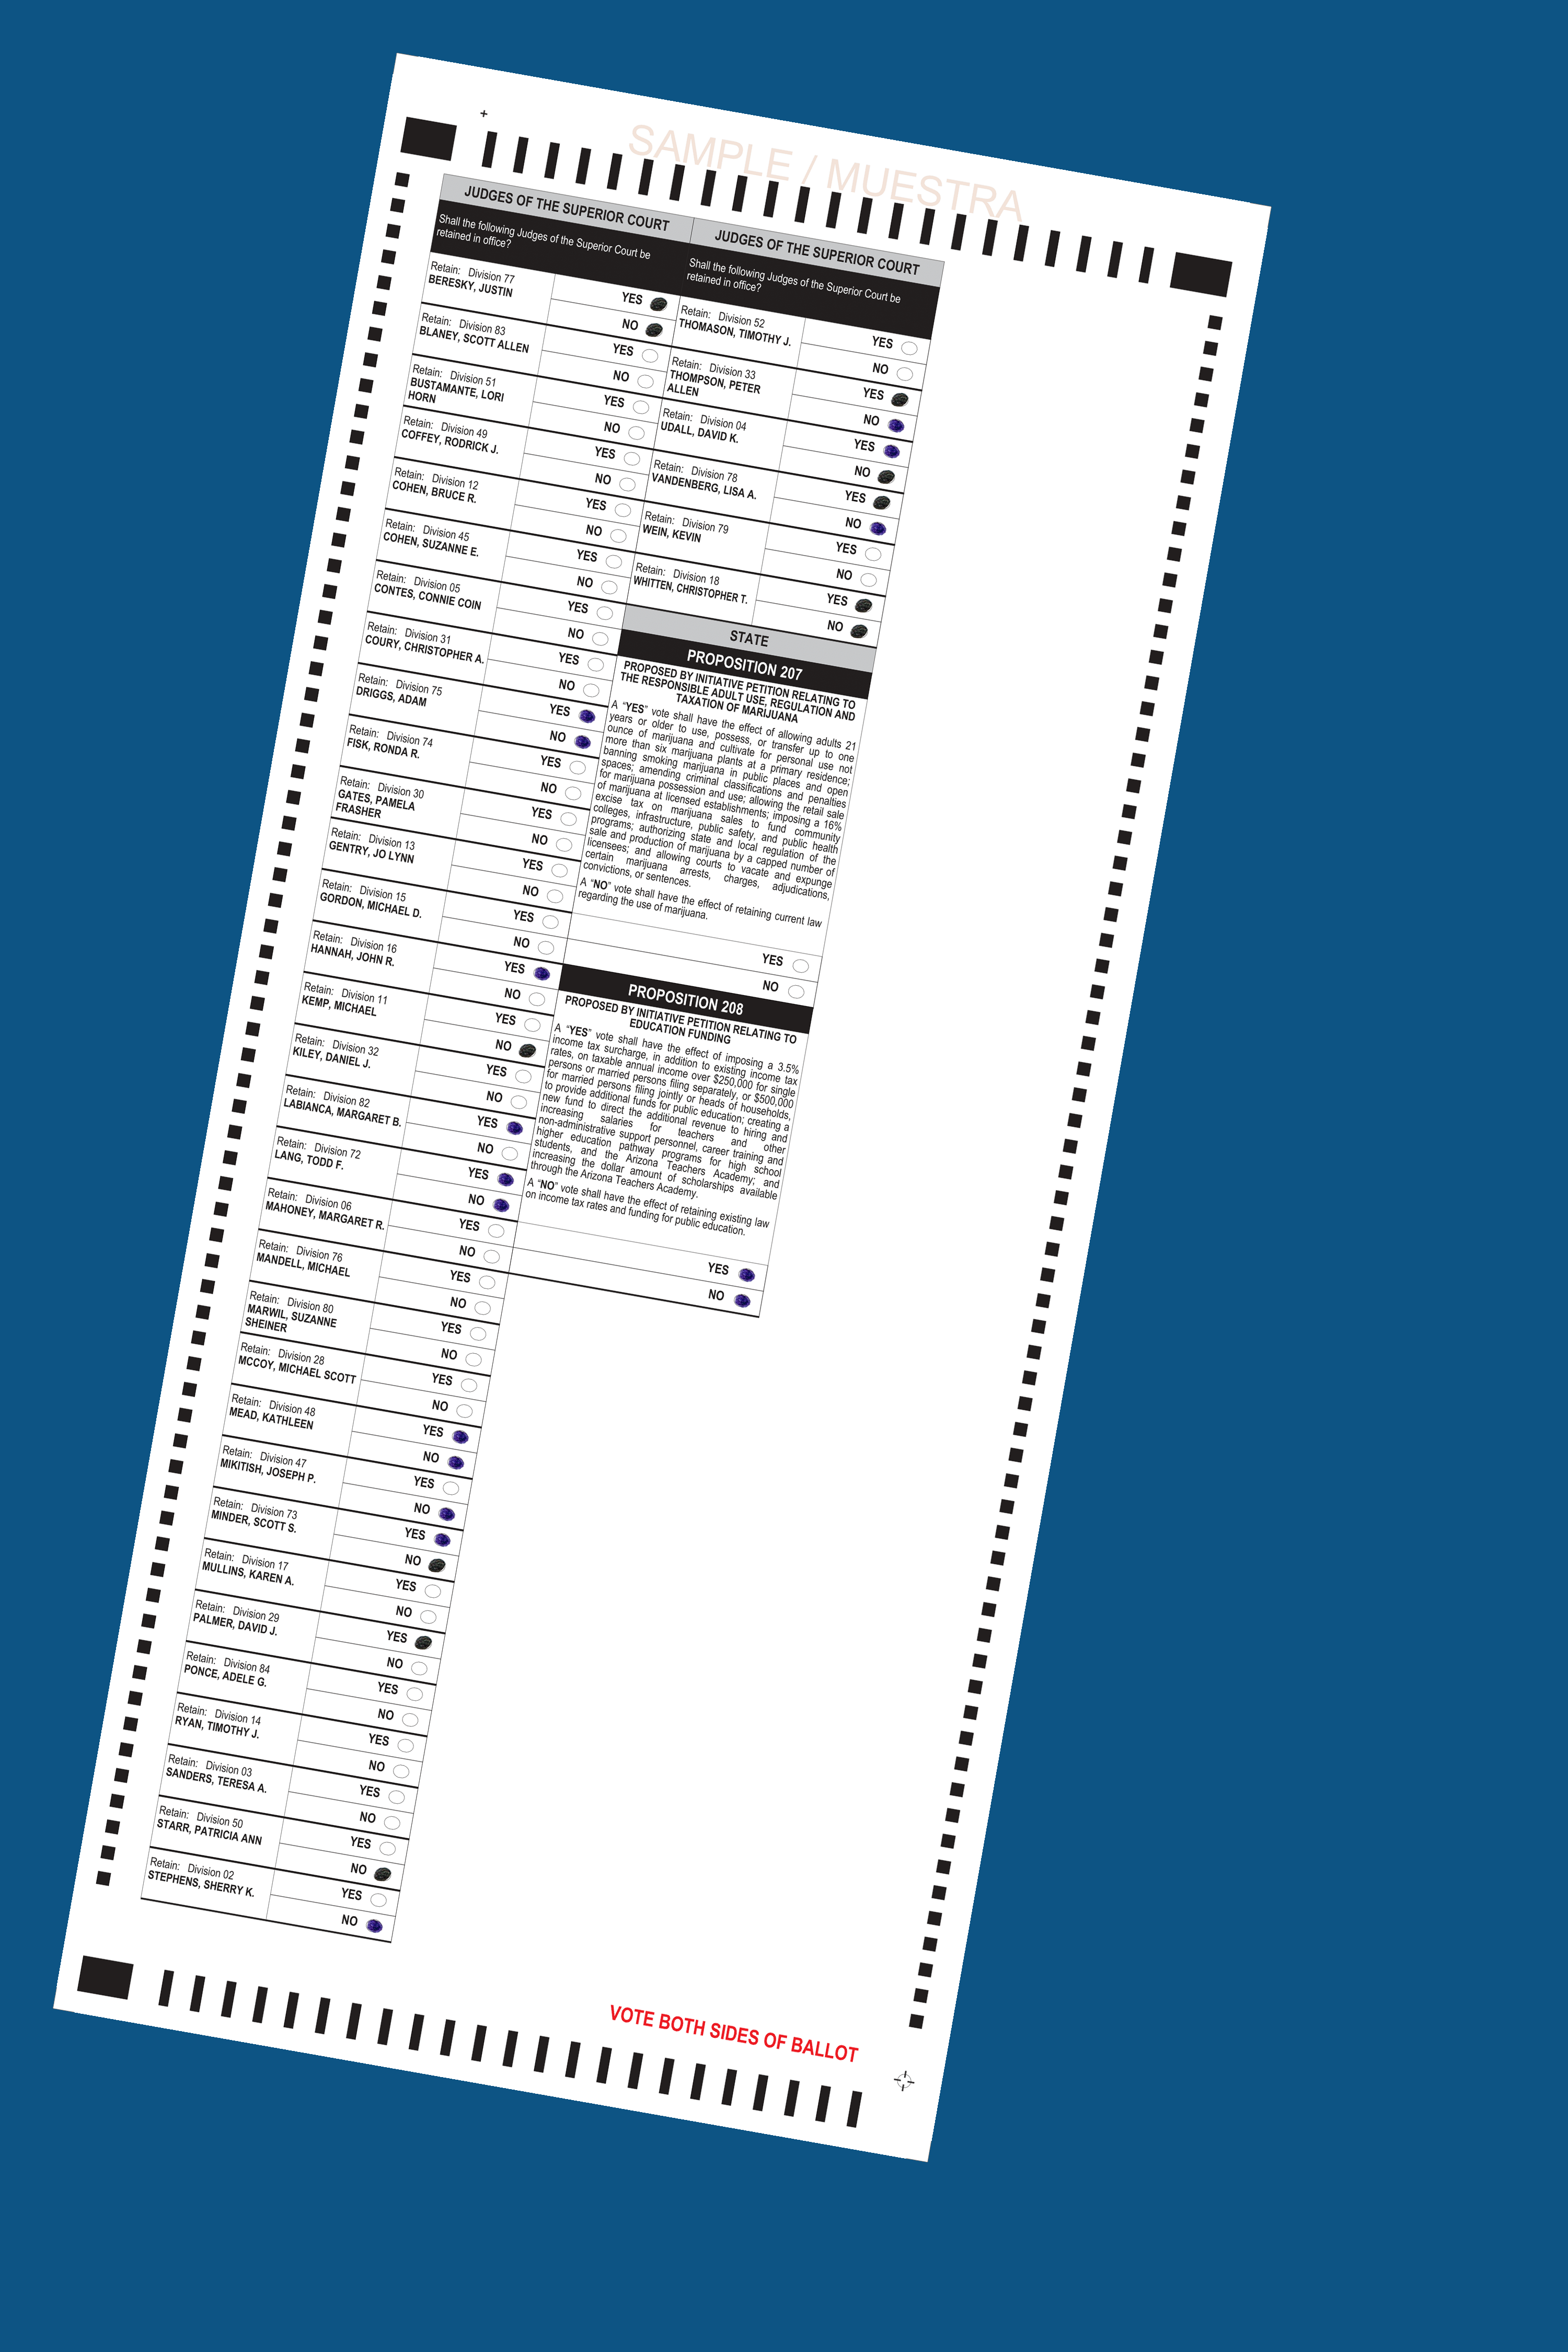 SAMPLE / MUESTRA
JUDGES OF THE SUPERIOR COURT
Shall the following Judges of the Superior Court be
retained in office?
Retain: Division 77
BERESKY, JUSTIN
YES
NO
Retain: Division 83
BLANEY, SCOTT ALLEN
YES
NO
Retain: Division 51
BUSTAMANTE, LORI
HORN
YES
NO
Retain: Division 49
COFFEY, RODRICK J.
YES
NO
Retain: Division 12
COHEN, BRUCE R.
YES
NO
Retain: Division 45
COHEN, SUZANNE E.
YES
NO
Retain: Division 05
CONTES, CONNIE COIN
YES
NO
Retain: Division 31
COURY, CHRISTOPHER A.
YES
NO
Retain: Division 75
DRIGGS, ADAM
YES
NO
Retain: Division 74
FISK, RONDA R.
YES
NO
Retain: Division 30
GATES, PAMELA
FRASHER
YES
NO
Retain: Division 13
GENTRY, JO LYNN
YES
NO
Retain: Division 15
GORDON, MICHAEL D.
YES
NO
Retain: Division 16
HANNAH, JOHN R.
YES
NO
Retain: Division 11
KEMP, MICHAEL
YES
NO
Retain: Division 32
KILEY, DANIEL J.
YES
NO
Retain: Division 82
LABIANCA, MARGARET B.
YES
NO
Retain: Division 72
LANG, TODD F.
YES
NO
Retain: Division 06
MAHONEY, MARGARET R.
YES
NO
Retain: Division 76
MANDELL, MICHAEL
YES
NO
Retain: Division 80
MARWIL, SUZANNE
SHEINER
YES
NO
Retain: Division 28
MCCOY, MICHAEL SCOTT
YES
NO
Retain: Division 48
MEAD, KATHLEEN
YES
NO
Retain: Division 47
MIKITISH, JOSEPH P.
YES
NO
Retain: Division 73
MINDER, SCOTT S.
YES
NO
Retain: Division 17
MULLINS, KAREN A.
YES
NO
Retain: Division 29
PALMER, DAVID J.
YES
NO
Retain: Division 84
PONCE, ADELE G.
YES
NO
Retain: Division 14
RYAN, TIMOTHY J.
YES
NO
Retain: Division 03
SANDERS, TERESA A.
YES
NO
Retain: Division 50
STARR, PATRICIA ANN
YES
NO
Retain: Division 02
STEPHENS, SHERRY K.
YES
NO
JUDGES OF THE SUPERIOR COURT
Shall the following Judges of the Superior Court be
retained in office?
Retain: Division 52
THOMASON, TIMOTHY J.
YES
NO
Retain: Division 33
THOMPSON, PETER
ALLEN
YES
NO
Retain: Division 04
UDALL, DAVID K.
YES
NO
Retain: Division 78
VANDENBERG, LISA A.
YES
NO
Retain: Division 79
WEIN, KEVIN
YES
NO
Retain: Division 18
WHITTEN, CHRISTOPHER T.
YES
NO
STATE
PROPOSITION 207
PROPOSED BY INITIATIVE PETITION RELATING TO
THE RESPONSIBLE ADULT USE, REGULATION AND
TAXATION OF MARIJUANA
A “YES” vote shall have the effect of allowing adults 21
years or older to use, possess, or transfer up to one
ounce of marijuana and cultivate for personal use not
more than six marijuana plants at a primary residence;
banning smoking marijuana in public places and open
spaces; amending criminal classifications and penalties
for marijuana possession and use; allowing the retail sale
of marijuana at licensed establishments; imposing a 16%
excise tax on marijuana sales to fund community
colleges, infrastructure, public safety, and public health
programs; authorizing state and local regulation of the
sale and production of marijuana by a capped number of
licensees; and allowing courts to vacate and expunge
certain marijuana arrests, charges, adjudications,
convictions, or sentences.
A “NO” vote shall have the effect of retaining current law
regarding the use of marijuana.
YES
NO
PROPOSITION 208
PROPOSED BY INITIATIVE PETITION RELATING TO
EDUCATION FUNDING
A “YES” vote shall have the effect of imposing a 3.5%
income tax surcharge, in addition to existing income tax
rates, on taxable annual income over $250,000 for single
persons or married persons filing separately, or $500,000
for married persons filing jointly or heads of households,
to provide additional funds for public education; creating a
new fund to direct the additional revenue to hiring and
increasing salaries for teachers and other
non-administrative support personnel, career training and
higher education pathway programs for high school
students, and the Arizona Teachers Academy; and
increasing the dollar amount of scholarships available
through the Arizona Teachers Academy.
A “NO” vote shall have the effect of retaining existing law
on income tax rates and funding for public education.
YES
NO
VOTE BOTH SIDES OF BALLOT